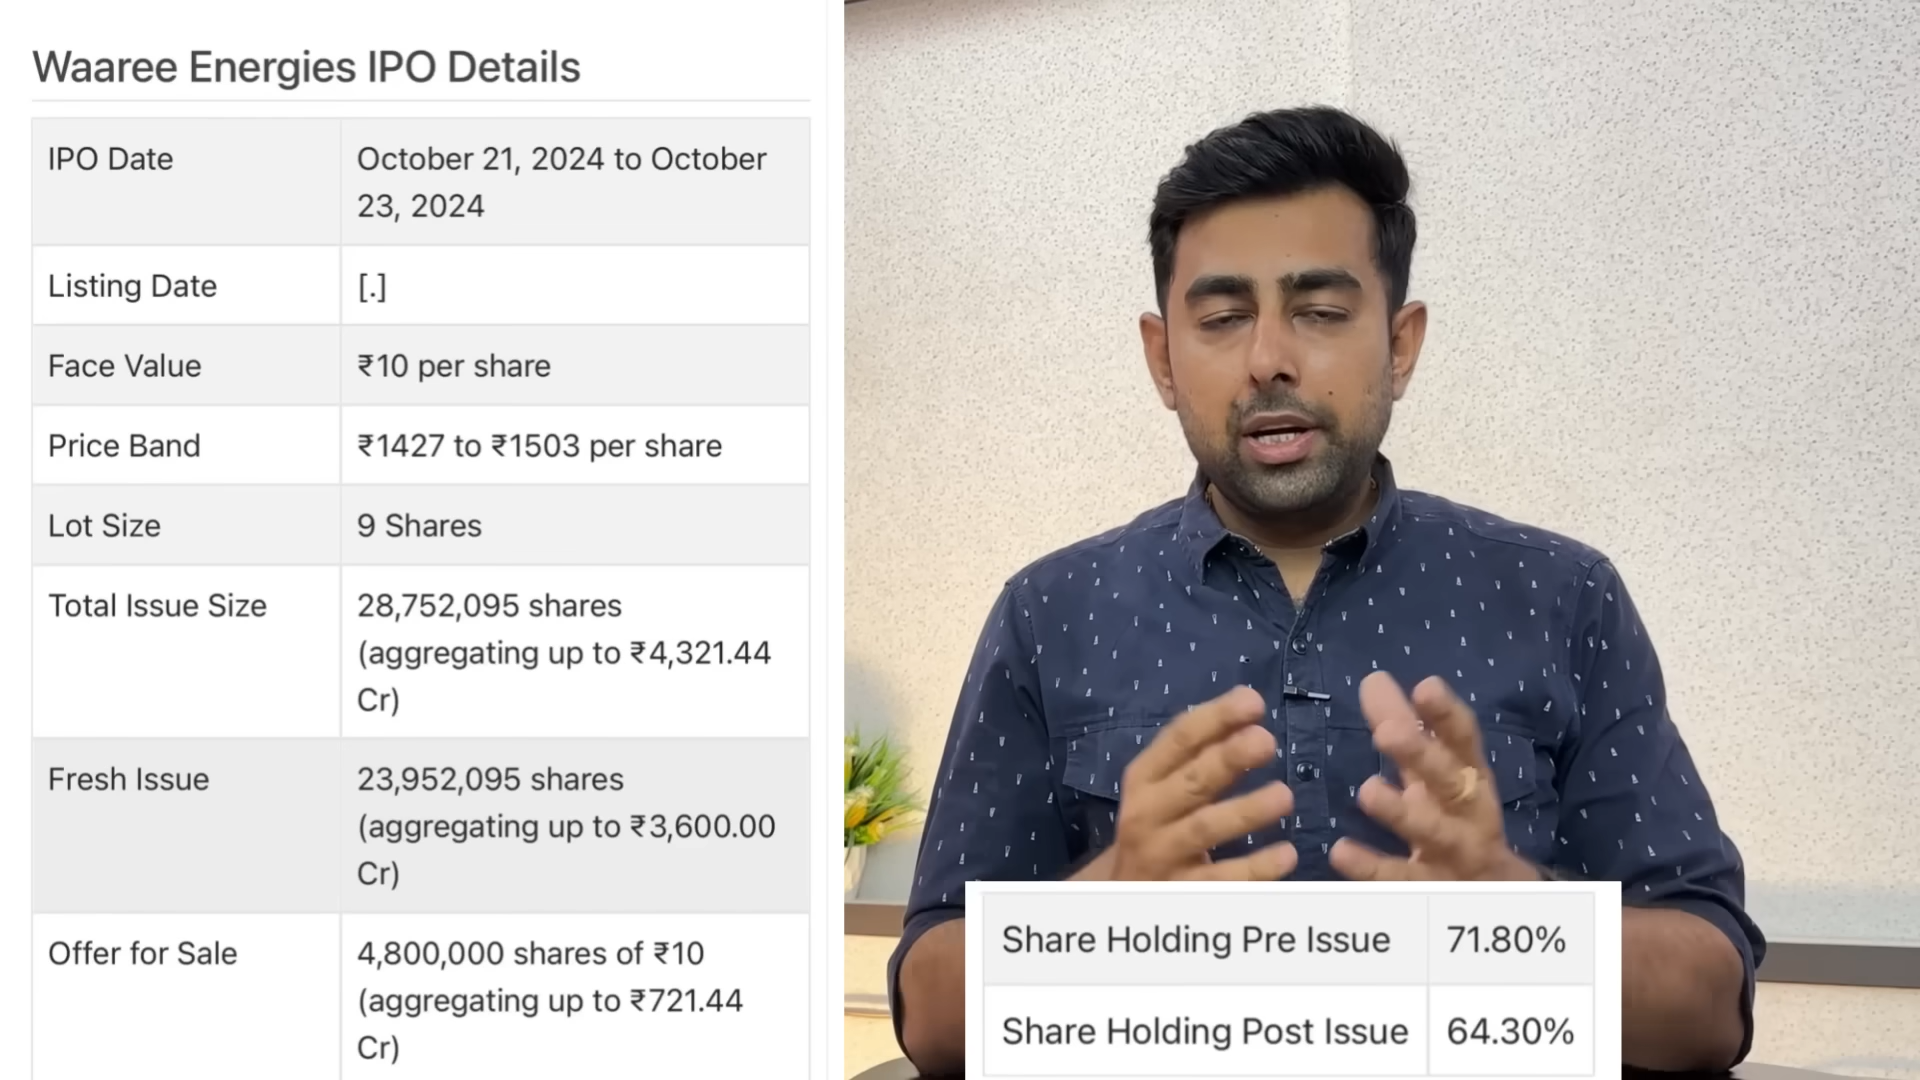 Waaree Energies IPO Details
IPO Date
October 21, 2024 to October
23, 2024
Listing Date
[.]
Face Value
₹10 per share
Price Band
₹1427 to ₹1503 per share
Lot Size
9 Shares
Total Issue Size
28,752,095 shares
(aggregating up to ₹4,321.44
Cr)
Fresh Issue
23,952,095 shares
(aggregating up to ₹3,600.00
Cr)
Offer for Sale
4,800,000 shares of ₹10
(aggregating up to ₹721.44
Cr)
Share Holding Pre Issue
71.80%
Share Holding Post Issue
64.30%